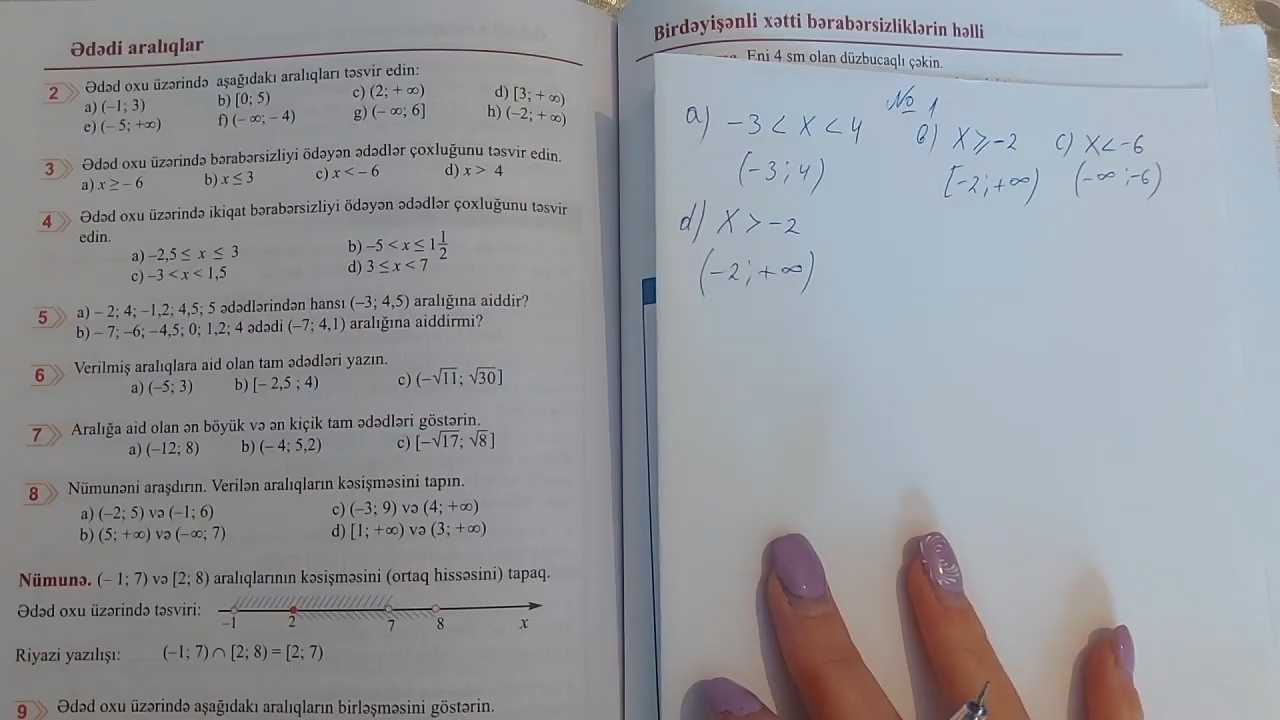 Ədədi aralıqlar
2 Ədəd oxu üzərində aşağıdakı aralıqları təsvir edin:
a) (−1; 3) b) [0; 5) c) (2; + ∞) d) [3; + ∞)
e) (− 5; +∞) f) (− ∞; − 4) g) (− ∞; 6] h) (−2; + ∞)
3 Ədəd oxu üzərində bərabərsizliyi ödəyən ədədlər çoxluğunu təsvir edin.
a) x ≥ − 6 b) x ≤ 3 c) x < − 6 d) x > 4
4 Ədəd oxu üzərində ikiqat bərabərsizliyi ödəyən ədədlər çoxluğunu təsvir
edin.
a) −2,5 ≤ x ≤ 3 b) −5 < x ≤ 1 1/2
c) −3 < x < 1,5 d) 3 ≤ x < 7
5 a) − 2; 4; −1,2; 4,5; 5 ədədlərindən hansı (−3; 4,5) aralığına aiddir?
b) − 7; −6; −4,5; 0; 1,2; 4 ədədi (−7; 4,1) aralığına aiddirmi?
6 Verilmiş aralıqlara aid olan tam ədədləri yazın.
a) (−5; 3) b) [− 2,5 ; 4) c) (−√11; √30]
7 Aralığa aid olan ən böyük və ən kiçik tam ədədləri göstərin.
a) (−12; 8) b) (− 4; 5,2) c) [−√17; √8]
8 Nümunəni araşdırın. Verilən aralıqların kəsişməsini tapın.
a) (−2; 5) və (−1; 6) c) (−3; 9) və (4; +∞)
b) (5; +∞) və (−∞; 7) d) [1; +∞) və (3; +∞)
Nümunə. (− 1; 7) və [2; 8) aralıqlarının kəsişməsini (ortaq hissəsini) tapaq.
Ədəd oxu üzərində təsviri:
−1 2 7 8 x
Riyazi yazılışı: (−1; 7) ∩ [2; 8) = [2; 7)
9 Ədəd oxu üzərində aşağıdakı aralıqların birləşməsini göstərin.
Birdəyişənli xətti bərabərsizliklərin həlli
Eni 4 sm olan düzbucaqlı çəkin.
№ 1
a) −3 < x < 4 b) x ≥ −2 c) x < −6
(−3; 4) [−2; +∞) (−∞; −6)
d) x > −2
(−2; +∞)